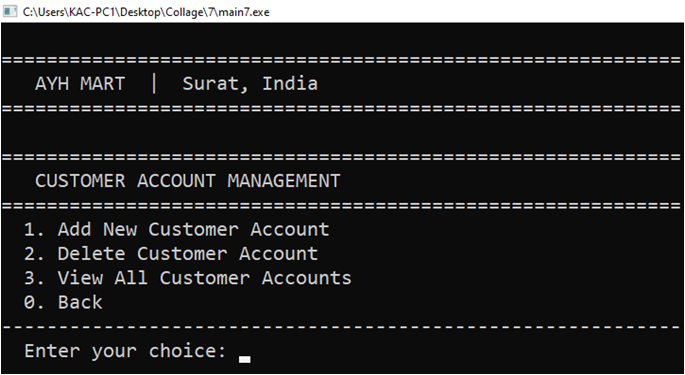 C:\Users\KAC-PC1\Desktop\Collage\7\main7.exe
=============================================================
AYH MART | Surat, India
=============================================================
=============================================================
CUSTOMER ACCOUNT MANAGEMENT
=============================================================
1. Add New Customer Account
2. Delete Customer Account
3. View All Customer Accounts
0. Back
-------------------------------------------------------------
Enter your choice: _